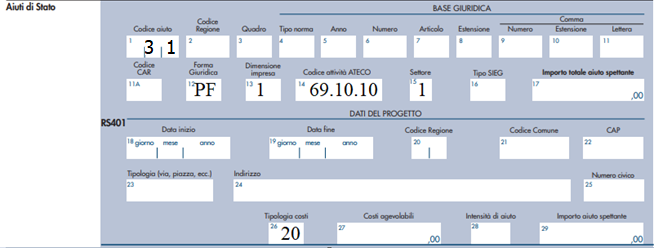 Aiuti di Stato
BASE GIURIDICA
Codice aiuto Codice Regione Quadro Tipo norma Anno Numero Articolo Estensione Comma Numero Estensione Lettera
1 3 1 2 3 4 5 6 7 8 9 10 11
Codice CAR Forma Giuridica Dimensione impresa Codice attività ATECO Settore Tipo SIEG Importo totale aiuto spettante
11A 12 PF 13 1 14 69.10.10 15 1 16 17 ,00
RS401
DATI DEL PROGETTO
Data inizio Data fine Codice Regione Codice Comune CAP
18 giorno mese anno 19 giorno mese anno 20 21 22
Tipologia (via, piazza, ecc.) Indirizzo Numero civico
23 24 25
Tipologia costi Costi agevolabili Intensità di aiuto Importo aiuto spettante
26 20 27 ,00 28 29 ,00